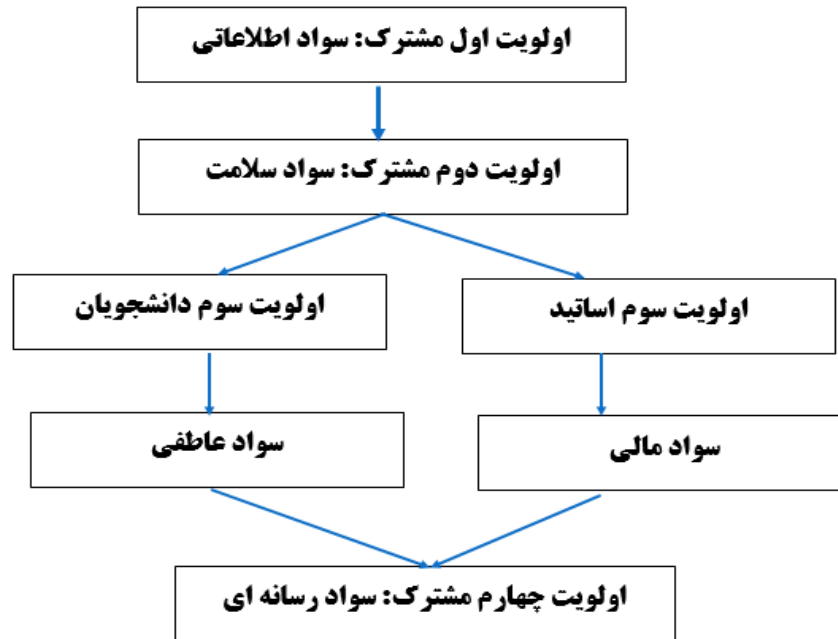 اولویت اول مشترک: سواد اطلاعاتی
اولویت دوم مشترک: سواد سلامت
اولویت سوم اساتید
اولویت سوم دانشجویان
سواد مالی
سواد عاطفی
اولویت چهارم مشترک: سواد رسانه ای